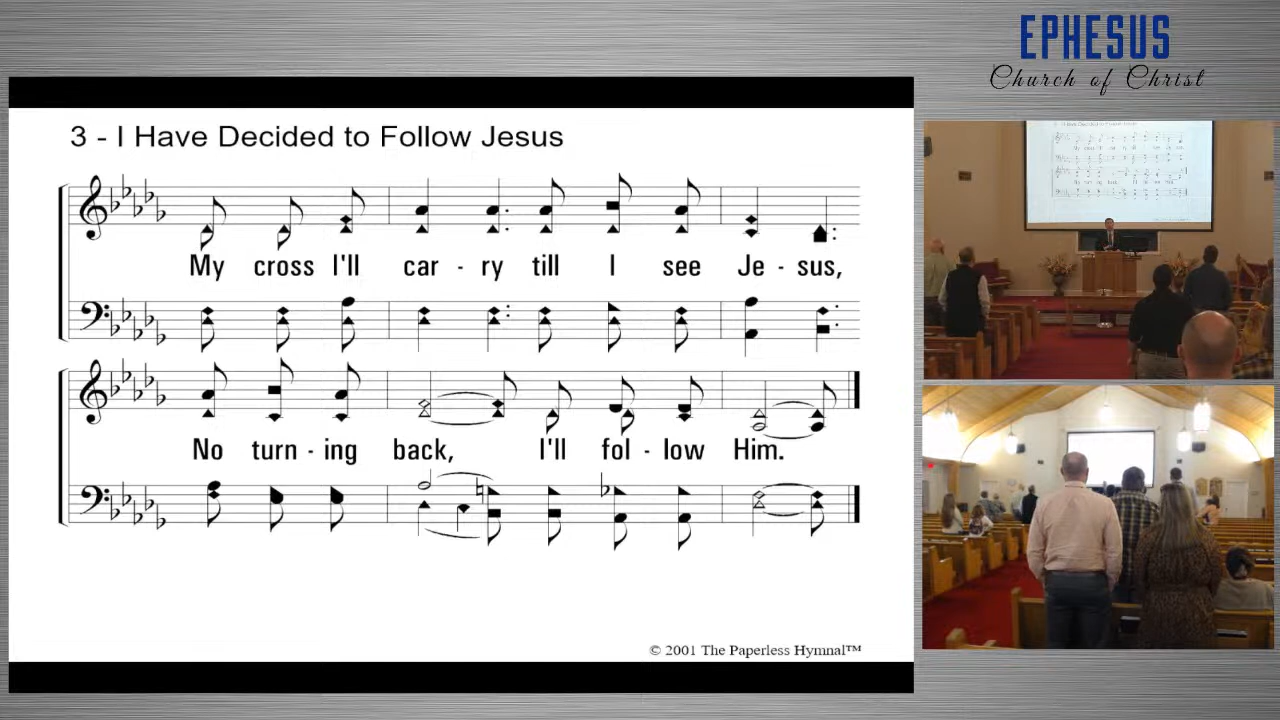 EPHESUS
Church of Christ
3 - I Have Decided to Follow Jesus
My cross I'll car - ry till I see Je - sus,
No turn - ing back, I'll fol - low Him.
© 2001 The Paperless Hymnal™